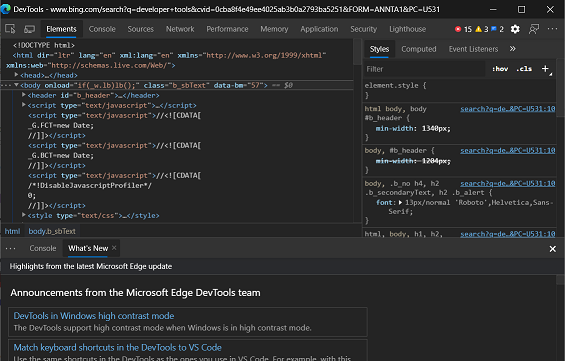 DevTools - www.bing.com/search?q=developer+tools&cvid=0cba8f4e49ee4025ab3b0a2793ba5251&FORM=ANNTA1&PC=U531
Elements Console Sources Network Performance Memory Application Security Lighthouse 15 3 2
<!DOCTYPE html>
<html dir="ltr" lang="en" xml:lang="en" xmlns="http://www.w3.org/1999/xhtml"
xmlns:web="http://schemas.live.com/Web/">
<head>…</head>
<body onload="if(_w.lb)lb();" class="b_sbText" data-bm="57"> == $0
<header id="b_header">…</header>
<script type="text/javascript">…</script>
<script type="text/javascript">//<![CDATA[
_G.FCT=new Date;
//]]></script>
<script type="text/javascript">//<![CDATA[
_G.BCT=new Date;
//]]></script>
<script type="text/javascript">//<![CDATA[
/*!DisableJavascriptProfiler*/
0;
//]]></script>
<style type="text/css">…</style>
html body.b_sbText
Styles Computed Event Listeners
Filter :hov .cls +
element.style {
}
html body, body search?q=de…&PC=U531:10
#b_header {
min-width: 1340px;
}
body, #b_header { search?q=de…&PC=U531:10
min-width: 1204px;
}
body, .b_no h4, h2 search?q=de…&PC=U531:10
.b_secondaryText, h2 .b_alert {
font: 13px/normal 'Roboto',Helvetica,Sans-
Serif;
}
html, body, h1, h2, search?q=de…&PC=U531:10
Console What's New
Highlights from the latest Microsoft Edge update
Announcements from the Microsoft Edge DevTools team
DevTools in Windows high contrast mode
The DevTools support high contrast mode when Windows is in high contrast mode.
Match keyboard shortcuts in the DevTools to VS Code
Use the same shortcuts in the DevTools as the ones you use in VS Code. For example, with this